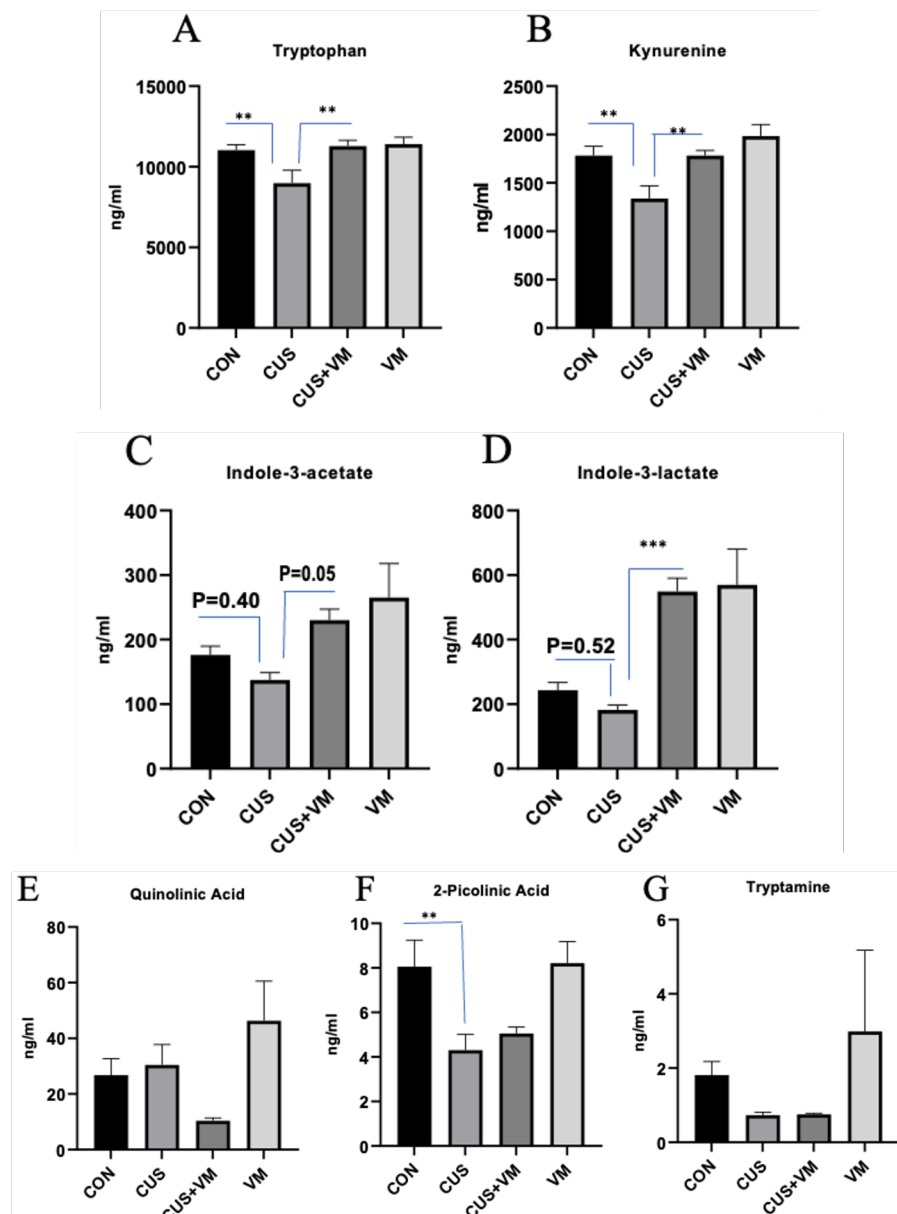 A
Tryptophan
15000
10000
5000
0
ng/ml
**
**
CON
CUS
CUS+VM
VM
B
Kynurenine
2500
2000
1500
1000
500
0
ng/ml
**
**
CON
CUS
CUS+VM
VM
C
Indole-3-acetate
400
300
200
100
0
ng/ml
P=0.40
P=0.05
CON
CUS
CUS+VM
VM
D
Indole-3-lactate
800
600
400
200
0
ng/ml
P=0.52
***
CON
CUS
CUS+VM
VM
E
Quinolinic Acid
80
60
40
20
0
ng/ml
CON
CUS
CUS+VM
VM
F
2-Picolinic Acid
10
8
6
4
2
0
ng/ml
**
CON
CUS
CUS+VM
VM
G
Tryptamine
6
4
2
0
ng/ml
CON
CUS
CUS+VM
VM